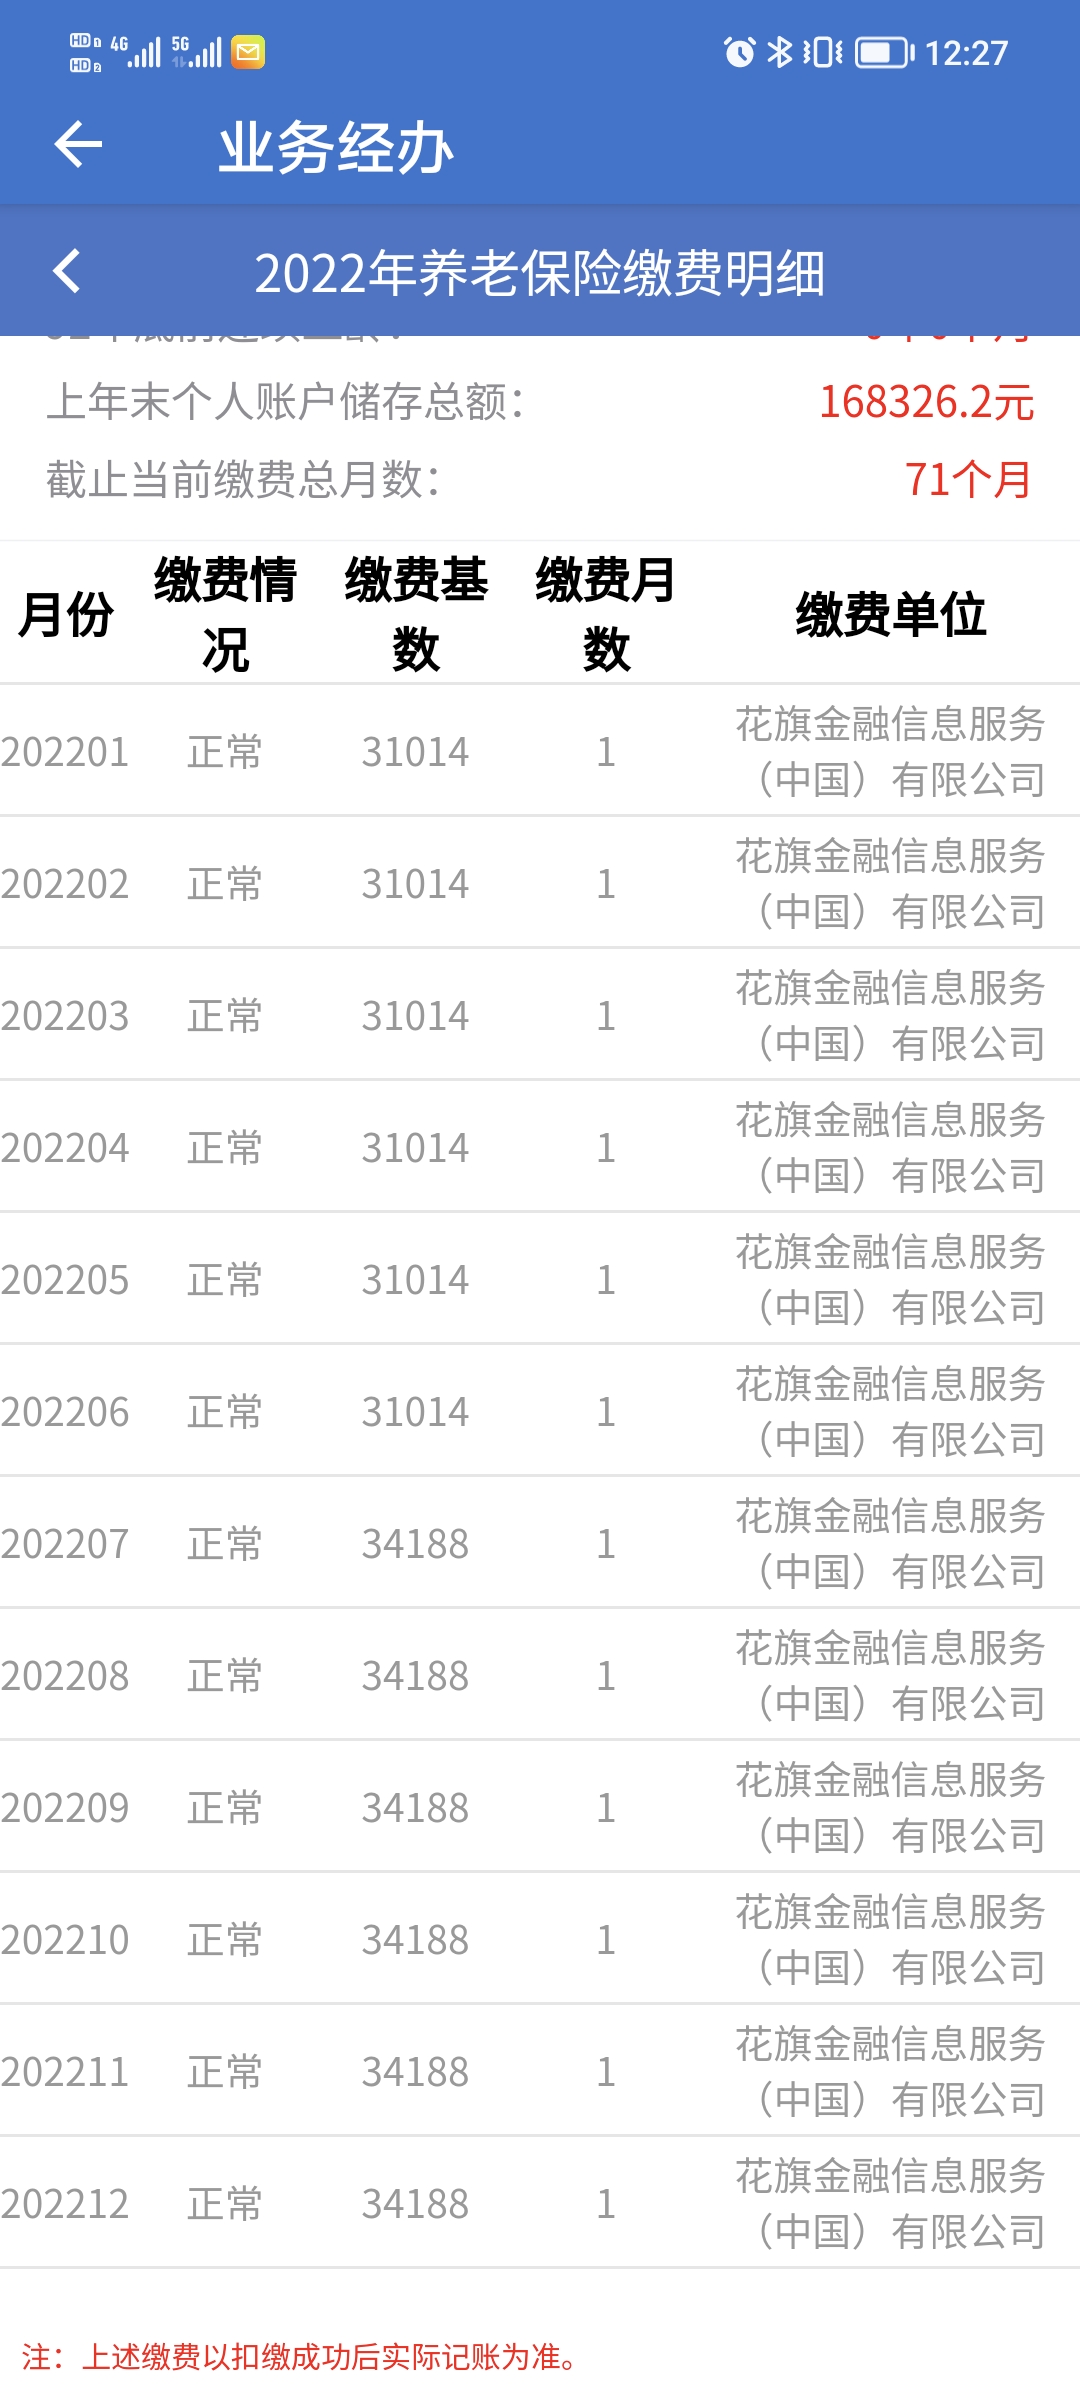 HD 1 4G 5G 12:27
HD 2
业务经办
2022年养老保险缴费明细
上年末个人账户储存总额： 168326.2元
截止当前缴费总月数： 71个月
月份 缴费情况 缴费基数 缴费月数 缴费单位
202201 正常 31014 1 花旗金融信息服务（中国）有限公司
202202 正常 31014 1 花旗金融信息服务（中国）有限公司
202203 正常 31014 1 花旗金融信息服务（中国）有限公司
202204 正常 31014 1 花旗金融信息服务（中国）有限公司
202205 正常 31014 1 花旗金融信息服务（中国）有限公司
202206 正常 31014 1 花旗金融信息服务（中国）有限公司
202207 正常 34188 1 花旗金融信息服务（中国）有限公司
202208 正常 34188 1 花旗金融信息服务（中国）有限公司
202209 正常 34188 1 花旗金融信息服务（中国）有限公司
202210 正常 34188 1 花旗金融信息服务（中国）有限公司
202211 正常 34188 1 花旗金融信息服务（中国）有限公司
202212 正常 34188 1 花旗金融信息服务（中国）有限公司
注：上述缴费以扣缴成功后实际记账为准。